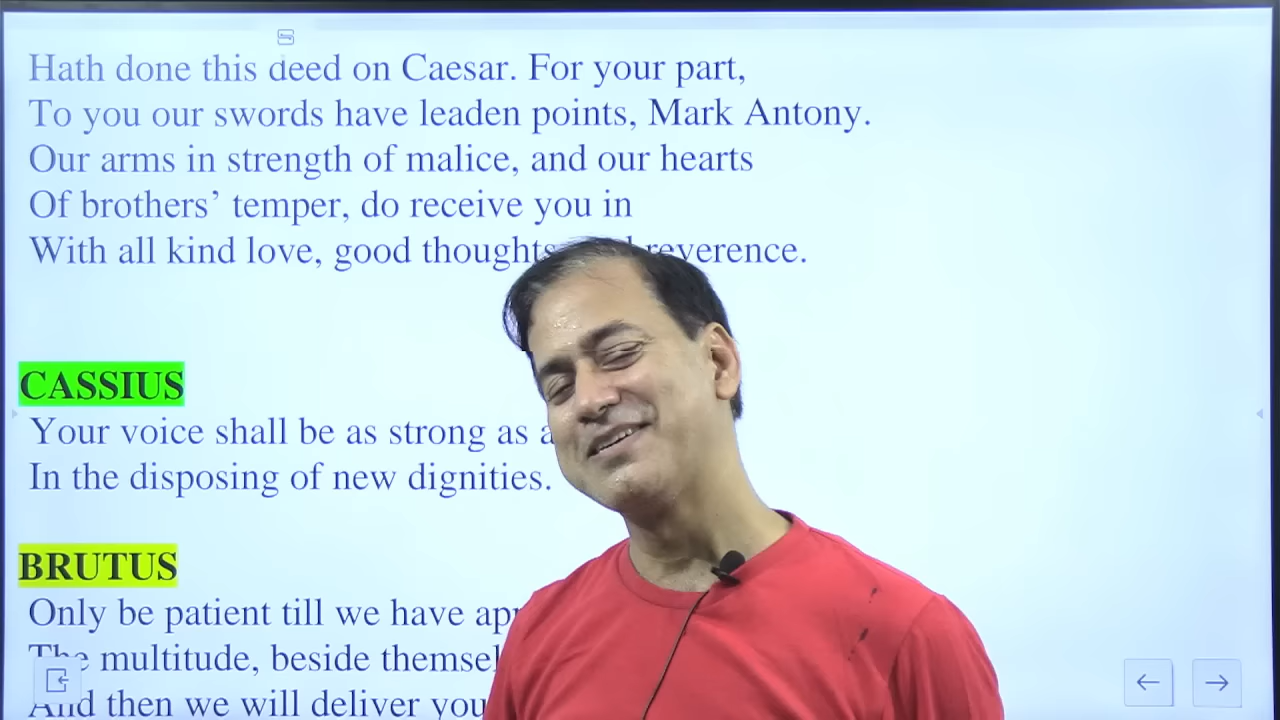 Hath done this deed on Caesar. For your part,
To you our swords have leaden points, Mark Antony.
Our arms in strength of malice, and our hearts
Of brothers’ temper, do receive you in
With all kind love, good thoughts reverence.
CASSIUS
Your voice shall be as strong as
In the disposing of new dignities.
BRUTUS
Only be patient till we have
The multitude, beside
And then we will deliver you